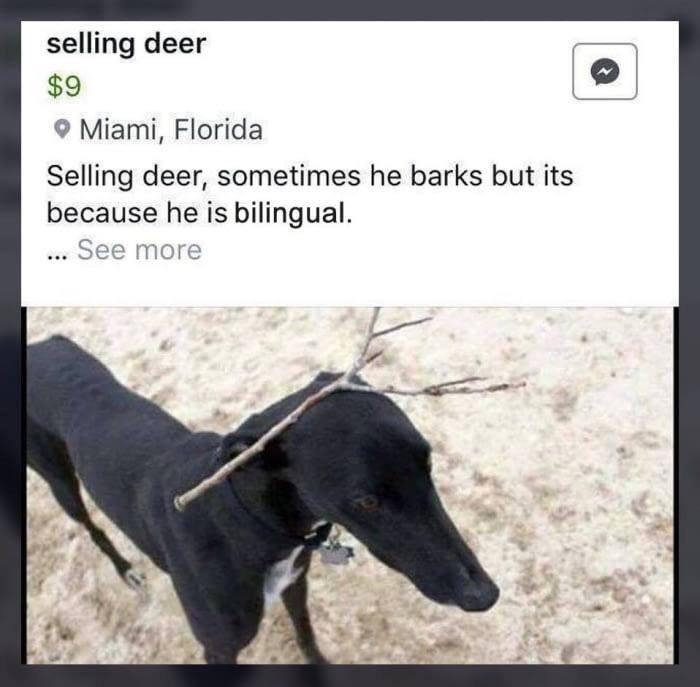 selling deer
$9
Miami, Florida
Selling deer, sometimes he barks but its
because he is bilingual.
... See more